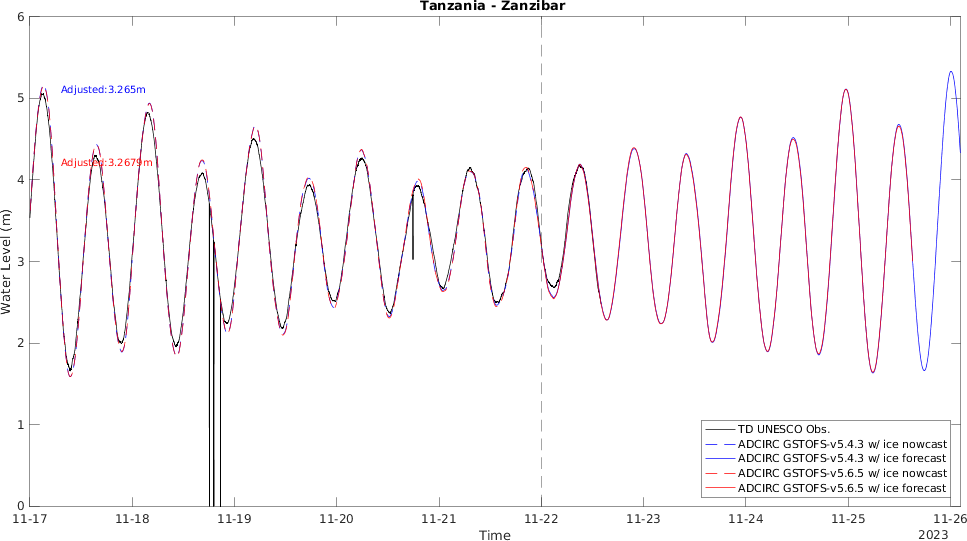 Tanzania - Zanzibar
6
5
4
3
2
1
0
Water Level (m)
Adjusted:3.265m
Adjusted:3.2679m
TD UNESCO Obs.
ADCIRC GSTOFS-v5.4.3 w/ ice nowcast
ADCIRC GSTOFS-v5.4.3 w/ ice forecast
ADCIRC GSTOFS-v5.6.5 w/ ice nowcast
ADCIRC GSTOFS-v5.6.5 w/ ice forecast
11-17 11-18 11-19 11-20 11-21 11-22 11-23 11-24 11-25 11-26
Time
2023